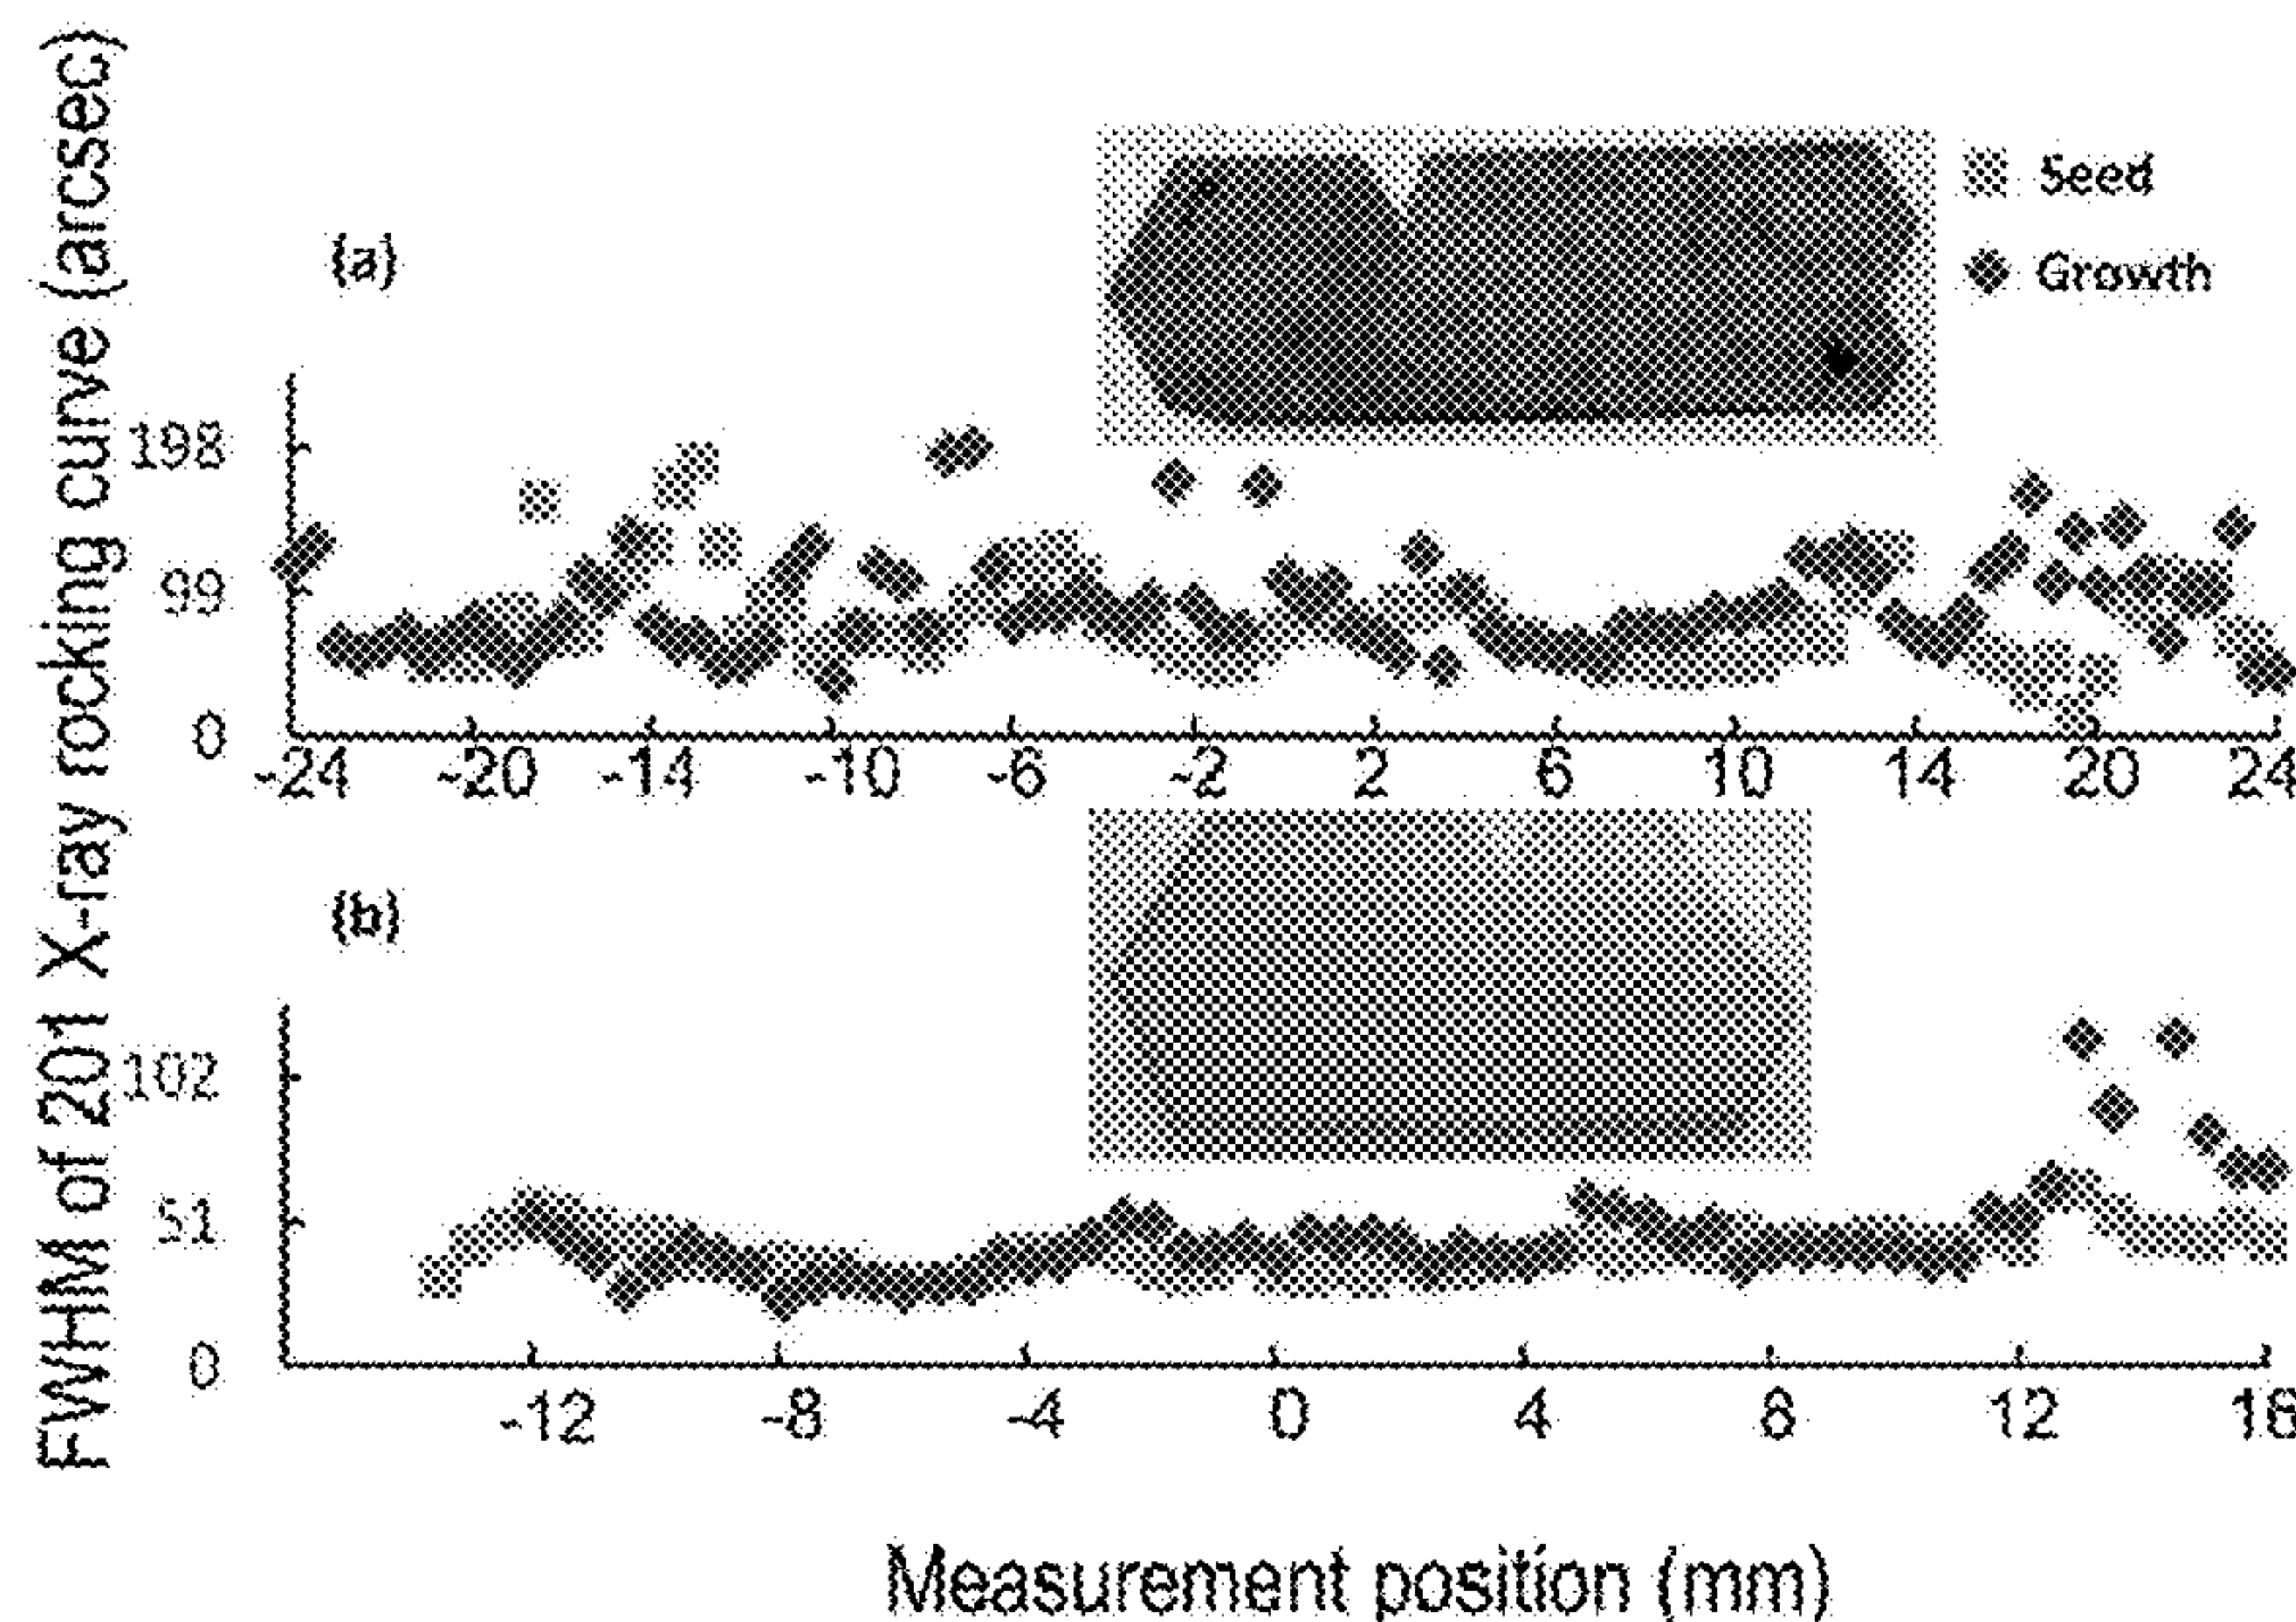 FWHM of 201 X-ray rocking curve (arcsec)
(a)
Seed
Growth
198
99
0
-24 -20 -14 -10 -6 -2 2 6 10 14 20 24
(b)
102
51
0
-12 -8 -4 0 4 8 12 18
Measurement position (mm)